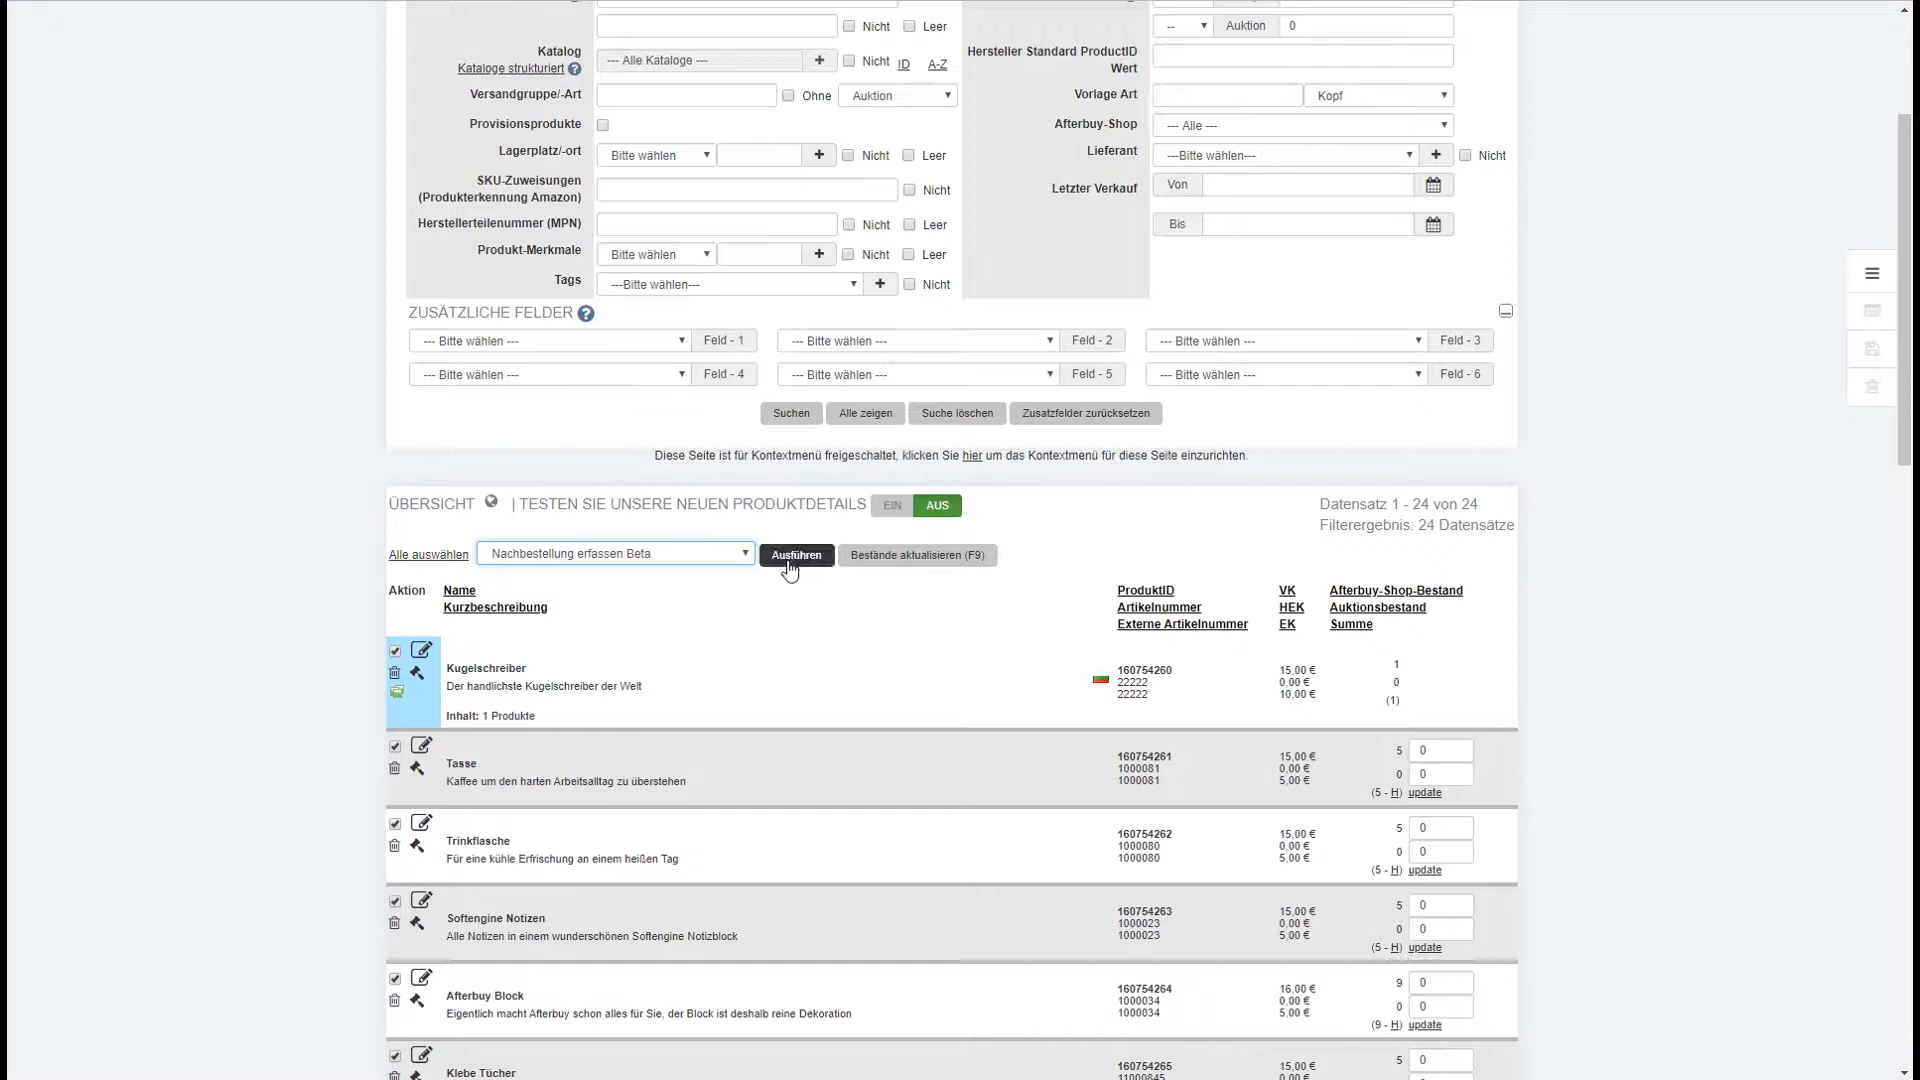 Nicht Leer
-- Auktion 0
Katalog
Kataloge strukturiert
--- Alle Kataloge --- Nicht ID A-Z
Hersteller Standard ProductID
Wert
Versandgruppe/-Art Ohne Auktion
Vorlage Art Kopf
Provisionsprodukte
Afterbuy-Shop --- Alle ---
Lagerplatz/-ort Bitte wählen Nicht Leer
Lieferant ---Bitte wählen--- Nicht
SKU-Zuweisungen
(Produkterkennung Amazon)
Nicht
Letzter Verkauf Von
Herstellerteilenummer (MPN) Nicht Leer
Bis
Produkt-Merkmale Bitte wählen Nicht Leer
Tags ---Bitte wählen--- Nicht
ZUSÄTZLICHE FELDER ?
--- Bitte wählen --- Feld - 1 --- Bitte wählen --- Feld - 2 --- Bitte wählen --- Feld - 3
--- Bitte wählen --- Feld - 4 --- Bitte wählen --- Feld - 5 --- Bitte wählen --- Feld - 6
Suchen Alle zeigen Suche löschen Zusatzfelder zurücksetzen
Diese Seite ist für Kontextmenü freigeschaltet, klicken Sie hier um das Kontextmenü für diese Seite einzurichten.
ÜBERSICHT | TESTEN SIE UNSERE NEUEN PRODUKTDETAILS EIN AUS
Datensatz 1 - 24 von 24
Filterergebnis: 24 Datensätze
Alle auswählen Nachbestellung erfassen Beta Ausführen Bestände aktualisieren (F9)
Aktion Name ProduktID VK Afterbuy-Shop-Bestand
Kurzbeschreibung Artikelnummer HEK Auktionsbestand
Externe Artikelnummer EK Summe
Kugelschreiber
Der handlichste Kugelschreiber der Welt
Inhalt: 1 Produkte
160754260 15,00 € 1
22222 0,00 € 0
22222 10,00 € (1)
Tasse
Kaffee um den harten Arbeitsalltag zu überstehen
160754261 15,00 € 5 0
1000081 0,00 € 0 0
1000081 5,00 € (5 - H) update
Trinkflasche
Für eine kühle Erfrischung an einem heißen Tag
160754262 15,00 € 5 0
1000080 0,00 € 0 0
1000080 5,00 € (5 - H) update
Softengine Notizen
Alle Notizen in einem wunderschönen Softengine Notizblock
160754263 15,00 € 5 0
1000023 0,00 € 0 0
1000023 5,00 € (5 - H) update
Afterbuy Block
Eigentlich macht Afterbuy schon alles für Sie, der Block ist deshalb reine Dekoration
160754264 16,00 € 9 0
1000034 0,00 € 0 0
1000034 5,00 € (9 - H) update
Klebe Tücher
160754265 15,00 € 5 0
11000845 0,00 €